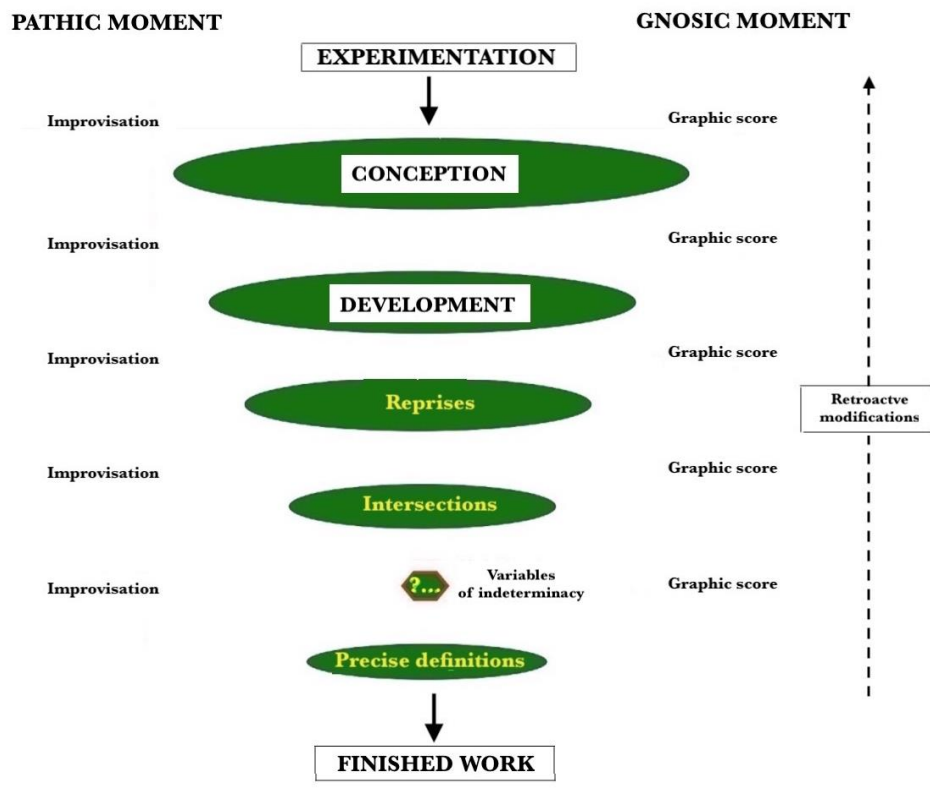 PATHIC MOMENT
GNOSIC MOMENT
EXPERIMENTATION
Improvisation
Graphic score
CONCEPTION
Improvisation
Graphic score
DEVELOPMENT
Improvisation
Graphic score
Reprises
Retroactve
modifications
Improvisation
Graphic score
Intersections
Improvisation
?...
Variables
of indeterminacy
Graphic score
Precise definitions
FINISHED WORK